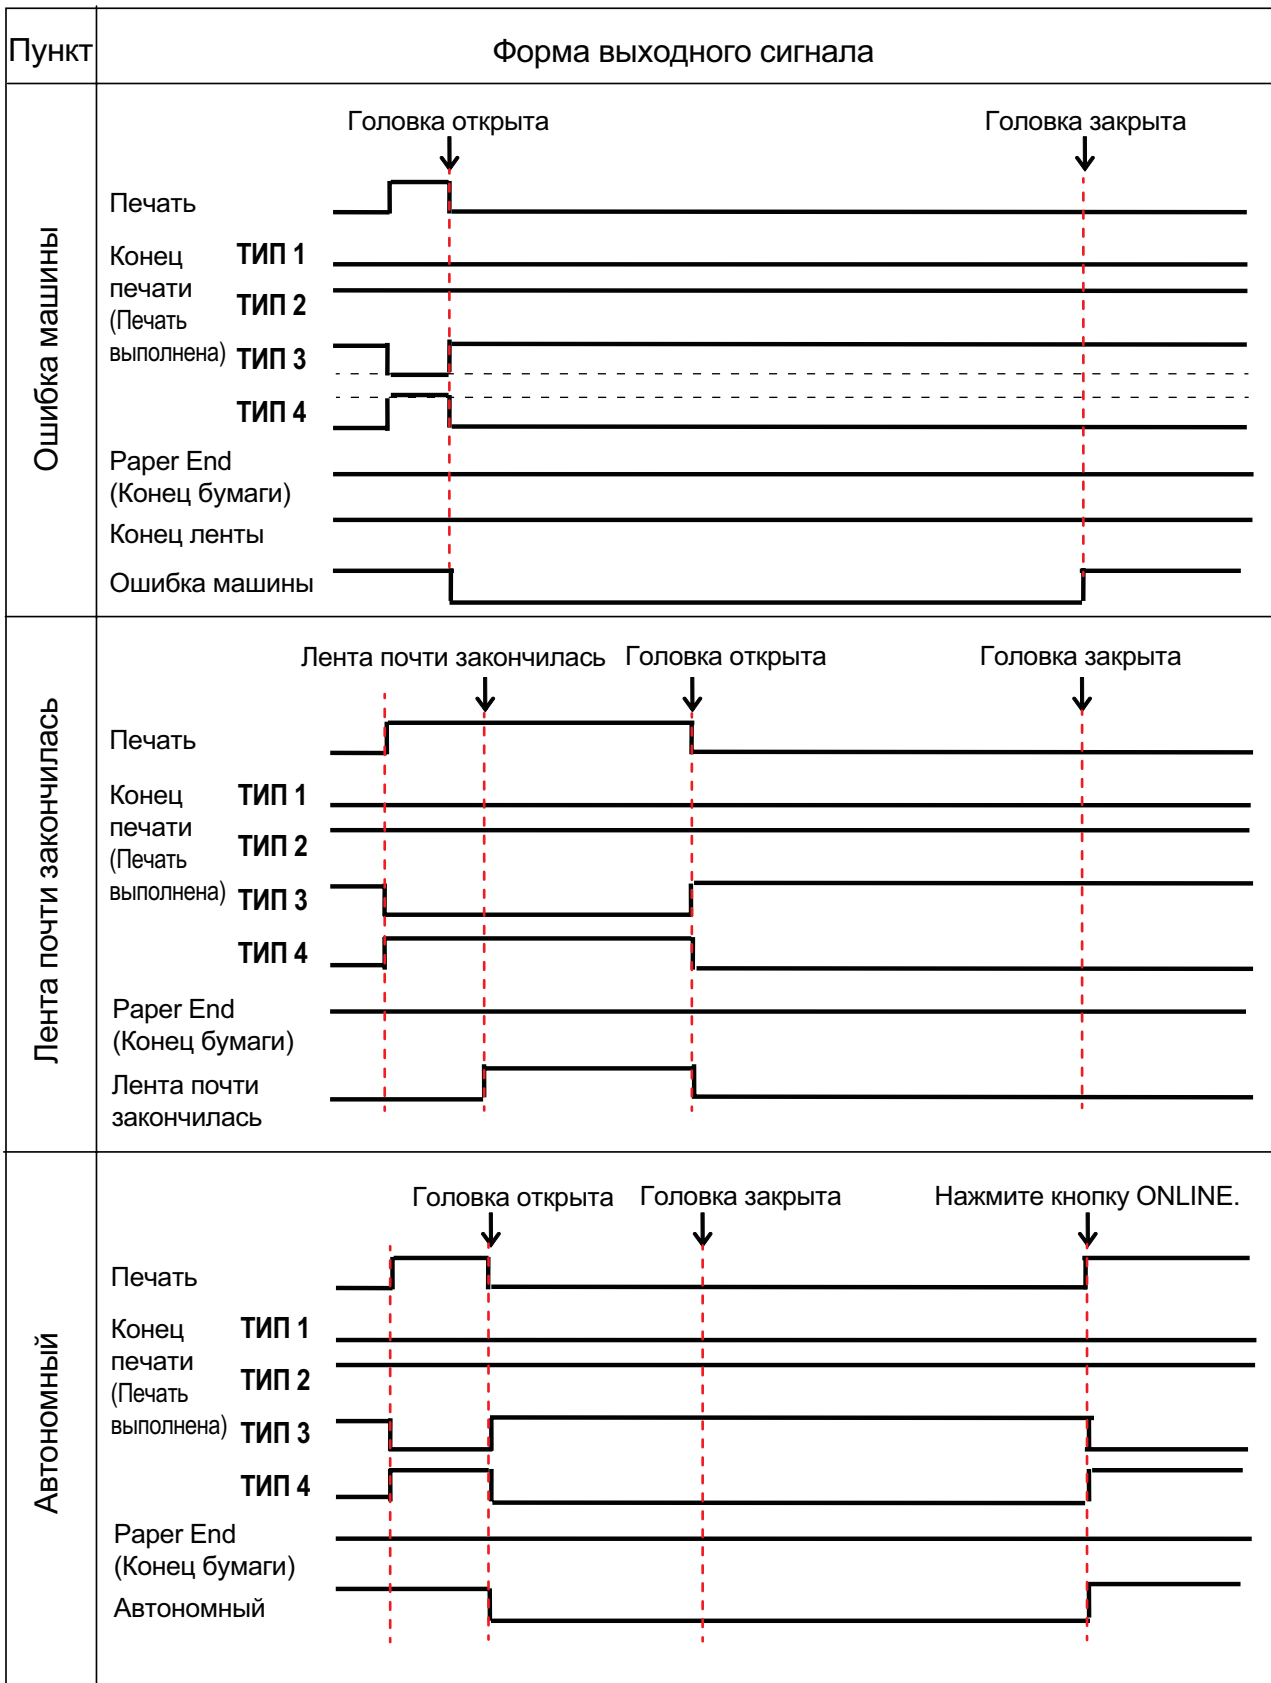 Пункт
Форма выходного сигнала
Ошибка машины
Головка открыта
Головка закрыта
Печать
Конец
печати
(Печать
выполнена)
ТИП 1
ТИП 2
ТИП 3
ТИП 4
Paper End
(Конец бумаги)
Конец ленты
Ошибка машины
Лента почти закончилась
Лента почти закончилась
Головка открыта
Головка закрыта
Печать
Конец
печати
(Печать
выполнена)
ТИП 1
ТИП 2
ТИП 3
ТИП 4
Paper End
(Конец бумаги)
Лента почти
закончилась
Автономный
Головка открыта
Головка закрыта
Нажмите кнопку ONLINE.
Печать
Конец
печати
(Печать
выполнена)
ТИП 1
ТИП 2
ТИП 3
ТИП 4
Paper End
(Конец бумаги)
Автономный